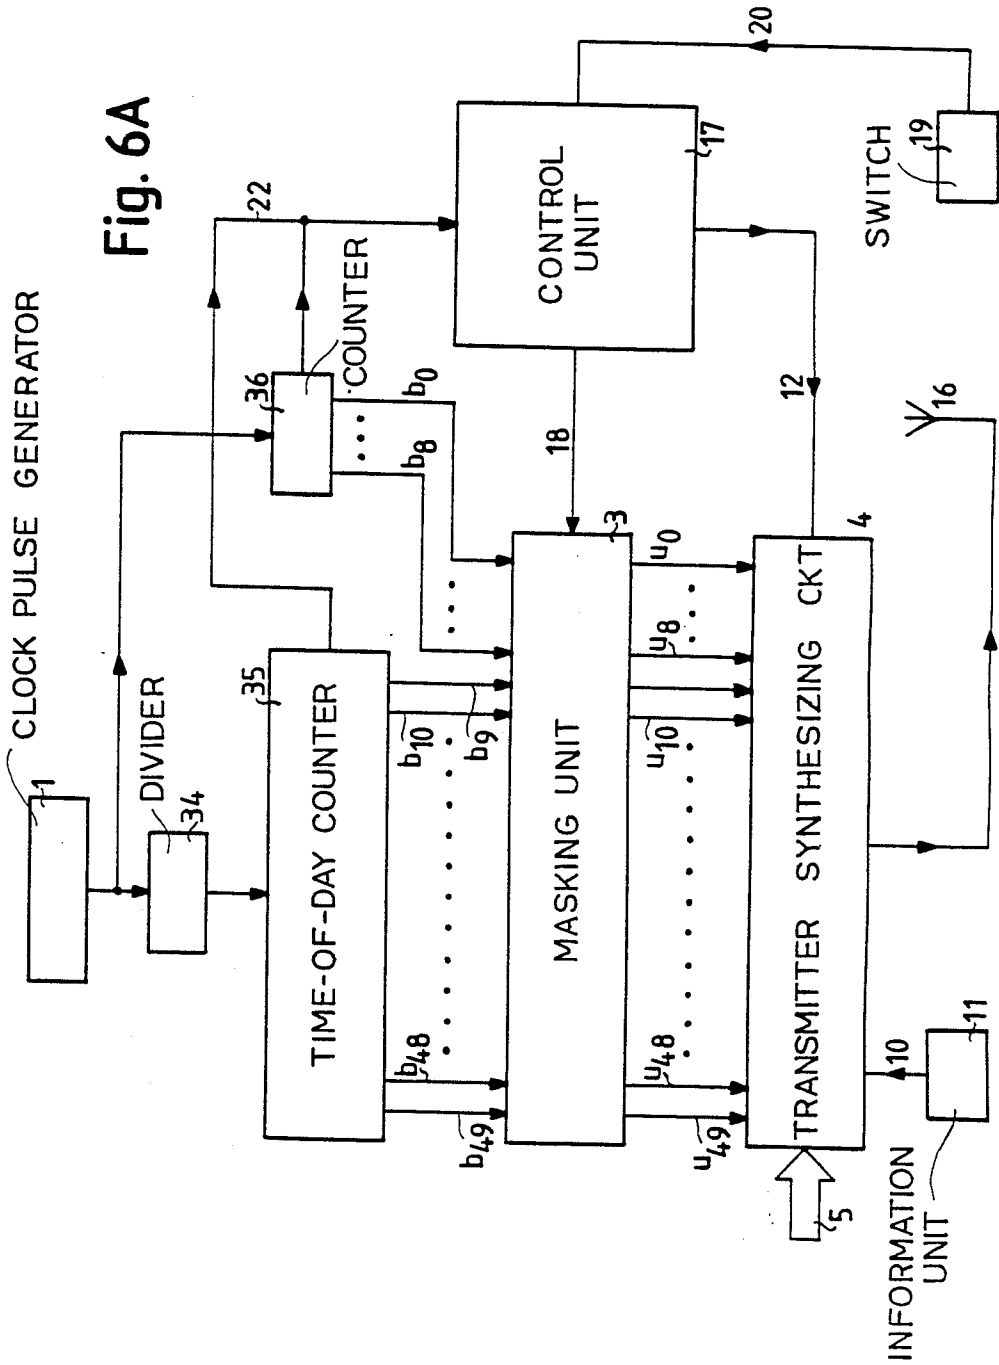 Fig. 6A
CLOCK PULSE GENERATOR
1
DIVIDER
34
35
TIME-OF-DAY COUNTER
36
COUNTER
22
b49
b48
b10
b9
b8
b0
MASKING UNIT
3
18
CONTROL
UNIT
17
20
u49
u48
u10
u8
u0
TRANSMITTER SYNTHESIZING CKT
4
12
5
10
11
INFORMATION
UNIT
16
SWITCH
19